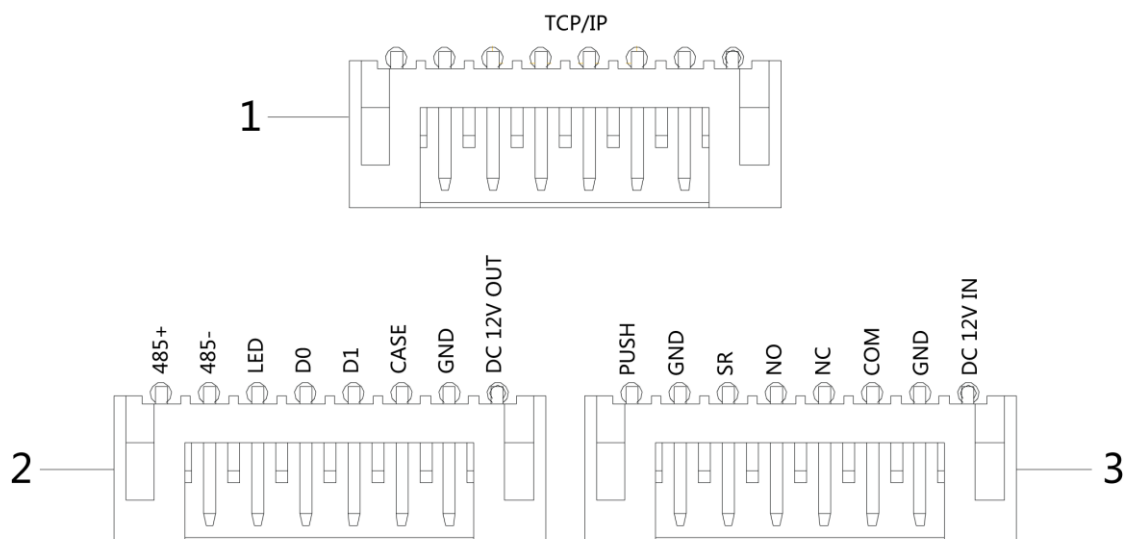 TCP/IP
1
485+
485-
LED
D0
D1
CASE
GND
DC 12V OUT
PUSH
GND
SR
NO
NC
COM
GND
DC 12V IN
2
3